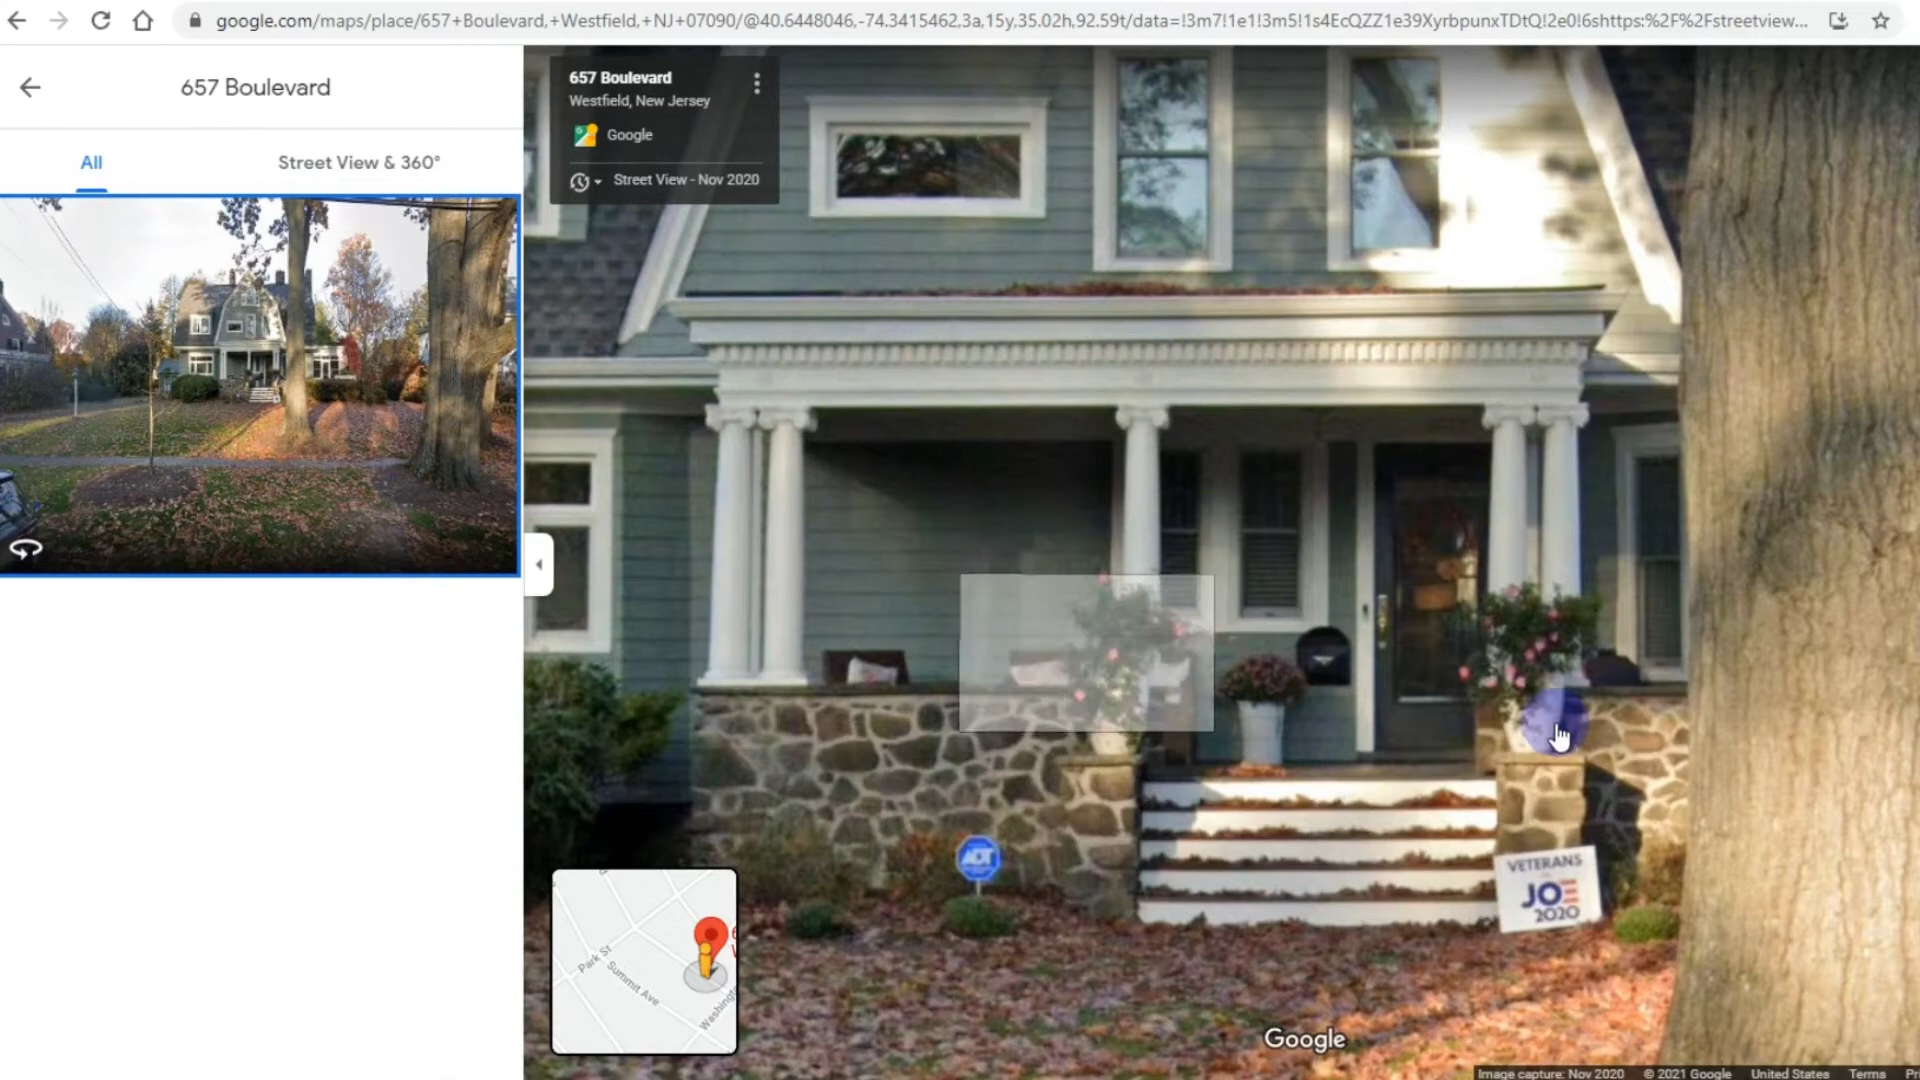 google.com/maps/place/657+Boulevard,+Westfield,+NJ+07090/@40.6448046,-74.3415462,3a,15y,35.02h,92.59t/data=!3m7!1e1!3m5!1s4EcQZZ1e39XyrbpunxTDtQ!2e0!6shttps:%2F%2Fstreetview...
657 Boulevard
All
Street View & 360°
657 Boulevard
Westfield, New Jersey
Google
Street View - Nov 2020
ADT
VETERANS
JOE
2020
Park St
Summit Ave
Google
Image capture: Nov 2020 © 2021 Google United States Terms